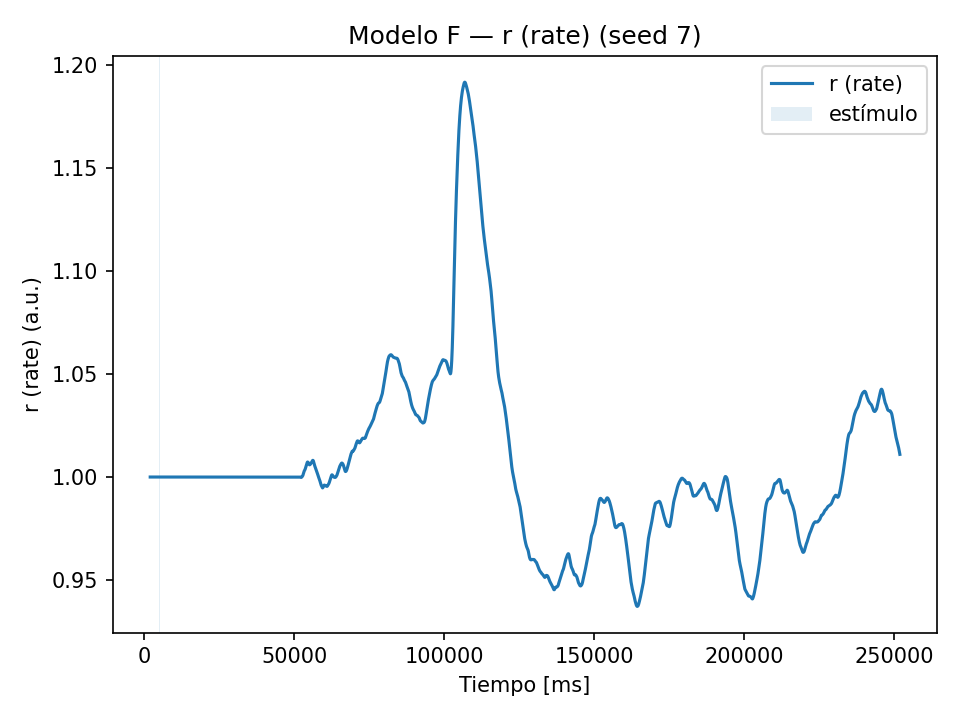 Modelo F — r (rate) (seed 7)
r (rate)
estímulo
r (rate) (a.u.)
1.20
1.15
1.10
1.05
1.00
0.95
0
50000
100000
150000
200000
250000
Tiempo [ms]